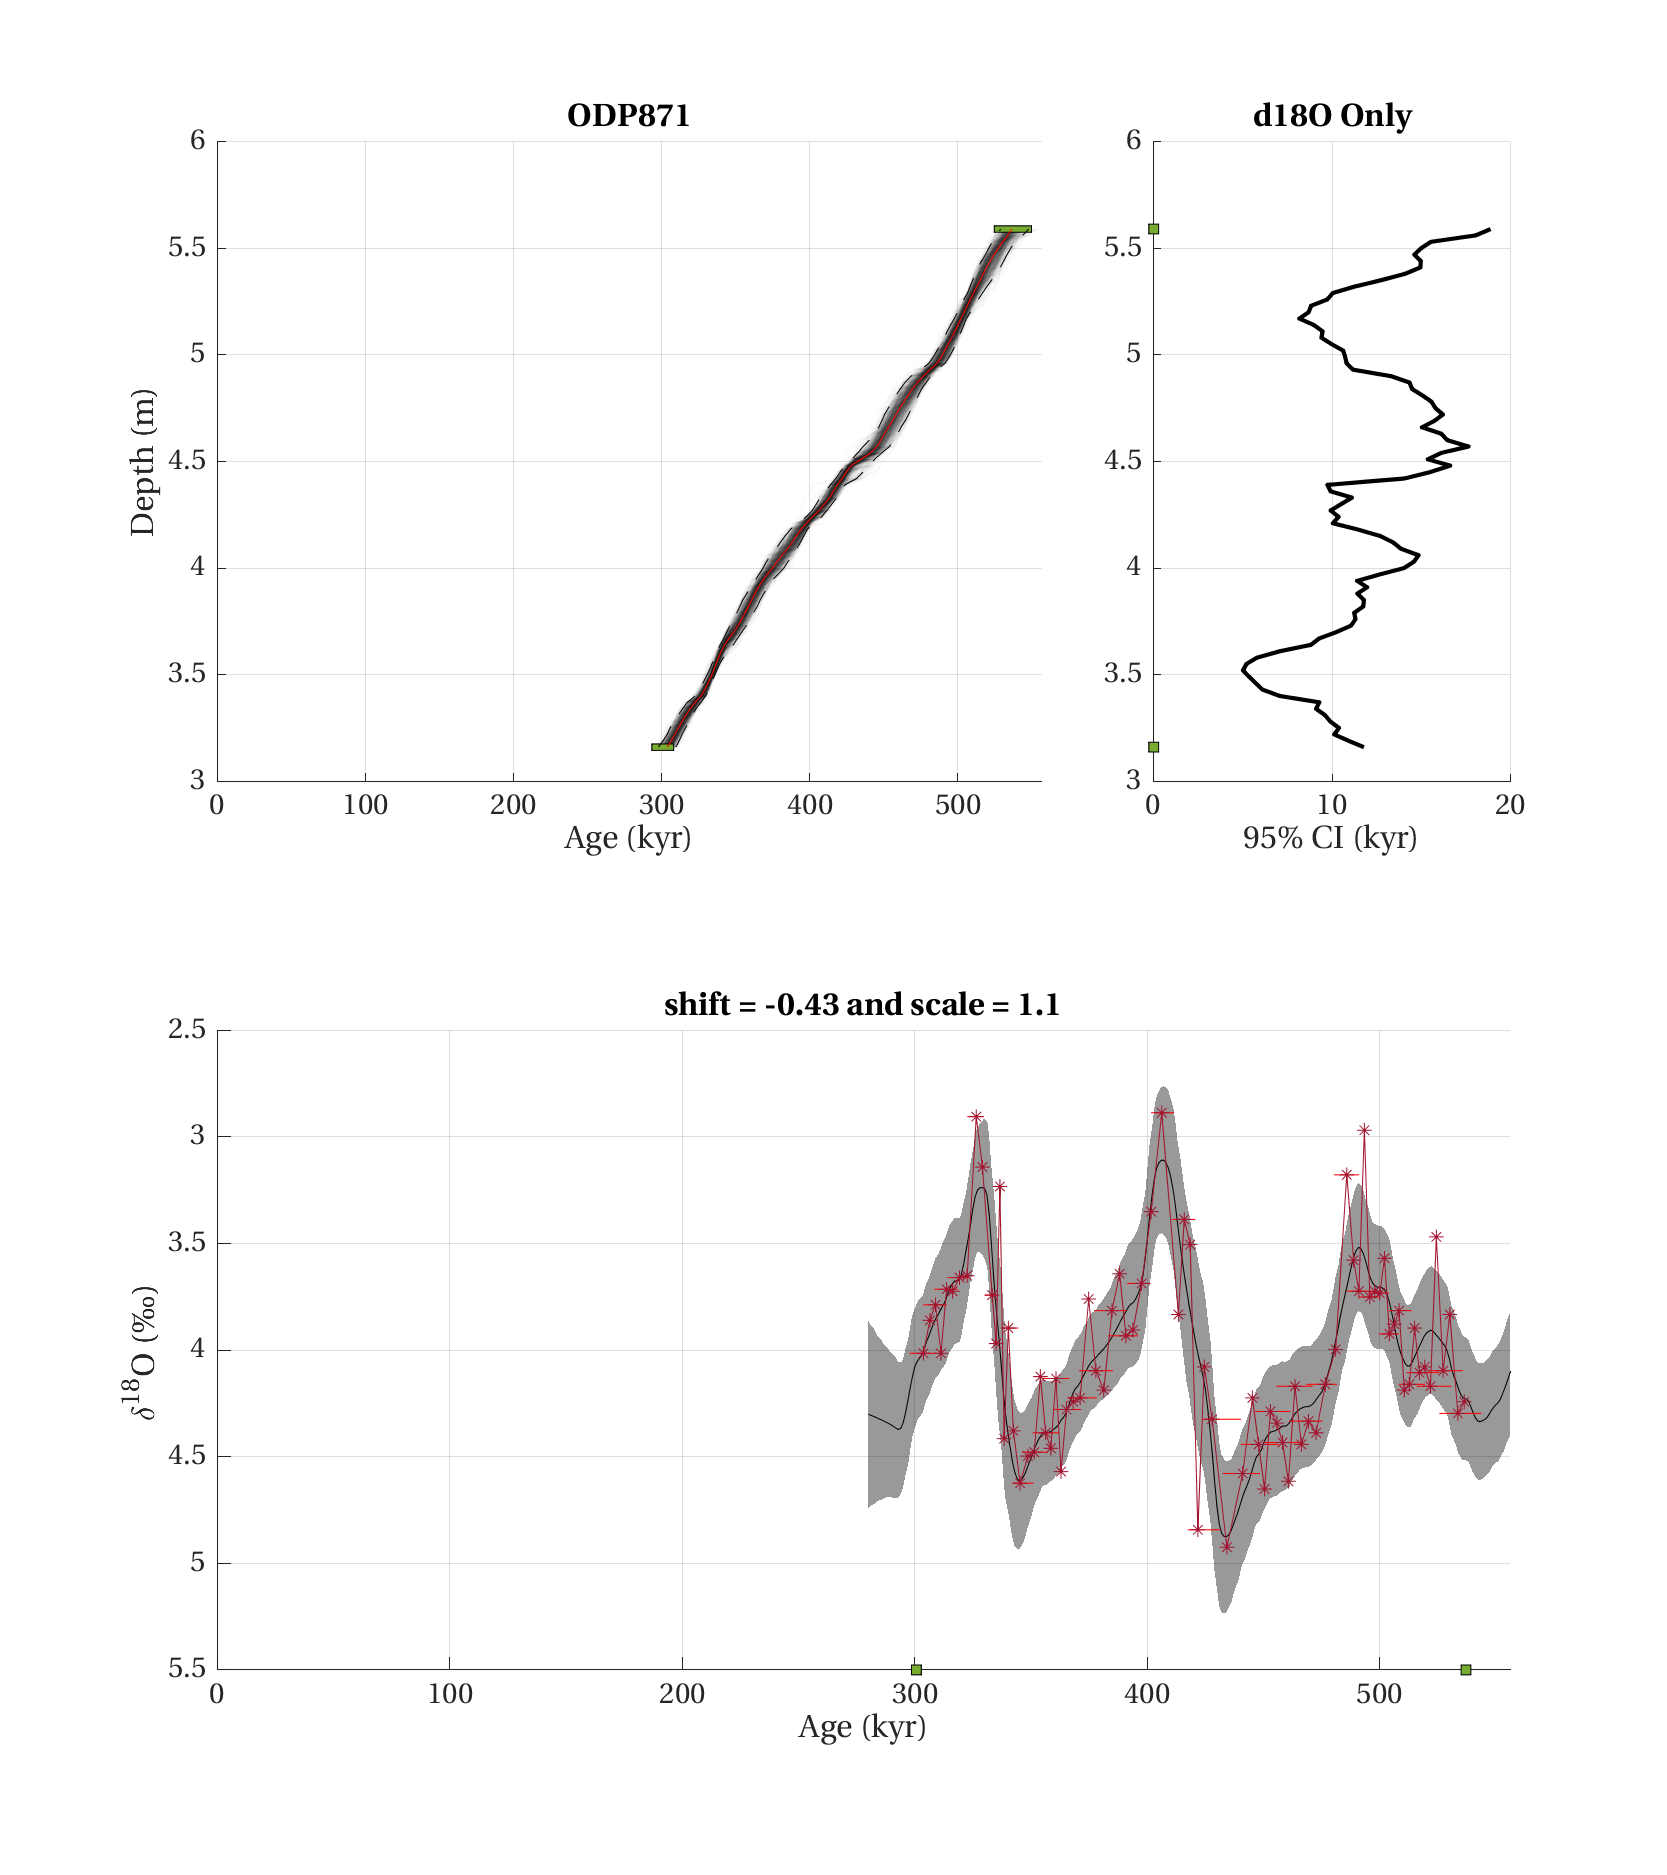 ODP871
6
5.5
5
4.5
4
3.5
3
Depth (m)
0 100 200 300 400 500
Age (kyr)
d18O Only
6
5.5
5
4.5
4
3.5
3
0 10 20
95% CI (kyr)
shift = -0.43 and scale = 1.1
2.5
3
3.5
4
4.5
5
5.5
δ18O (‰)
0 100 200 300 400 500
Age (kyr)